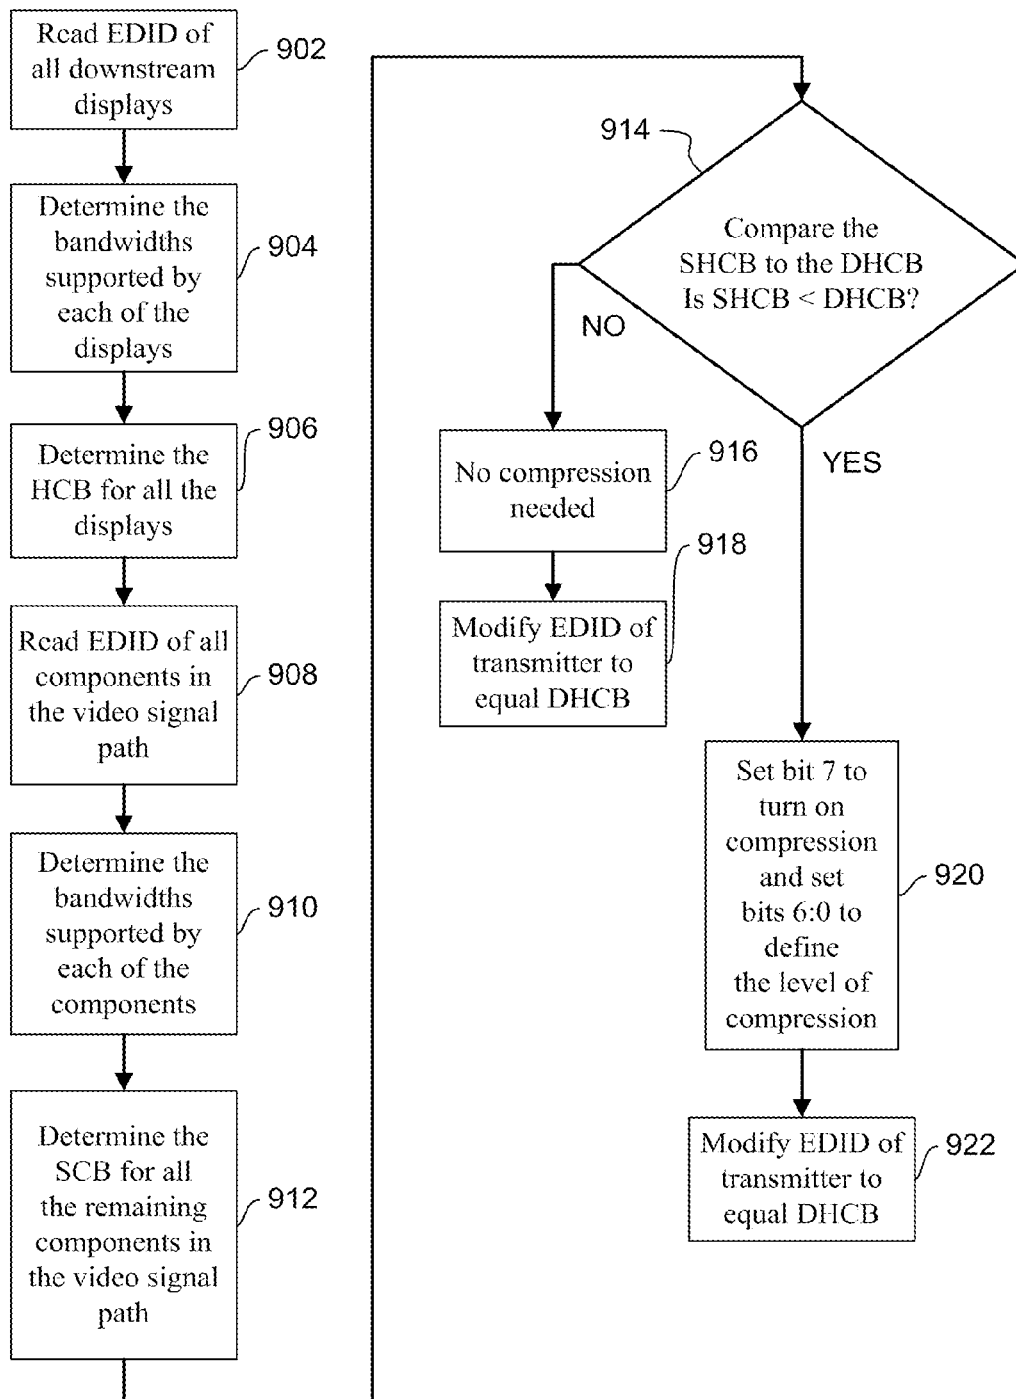 Read EDID of
all downstream
displays
902
Determine the
bandwidths
supported by
each of the
displays
904
Determine the
HCB for all the
displays
906
Read EDID of all
components in
the video signal
path
908
Determine the
bandwidths
supported by
each of the
components
910
Determine the
SCB for all
the remaining
components in
the video signal
path
912
914
Compare the
SHCB to the DHCB
Is SHCB < DHCB?
NO
YES
No compression
needed
916
Modify EDID of
transmitter to
equal DHCB
918
Set bit 7 to
turn on
compression
and set
bits 6:0 to
define
the level of
compression
920
Modify EDID of
transmitter to
equal DHCB
922